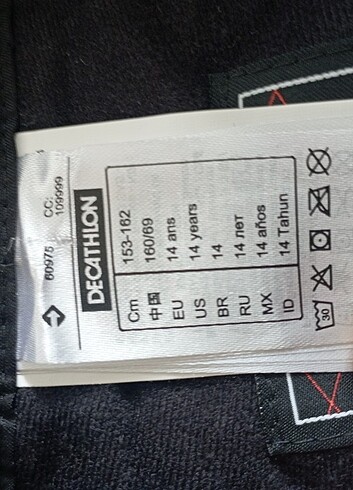 60975 CC:
109999
DECATHLON
Cm 153-162
中国 160/69
EU 14 ans
US 14 years
BR 14
RU 14 лет
MX 14 años
ID 14 Tahun
30